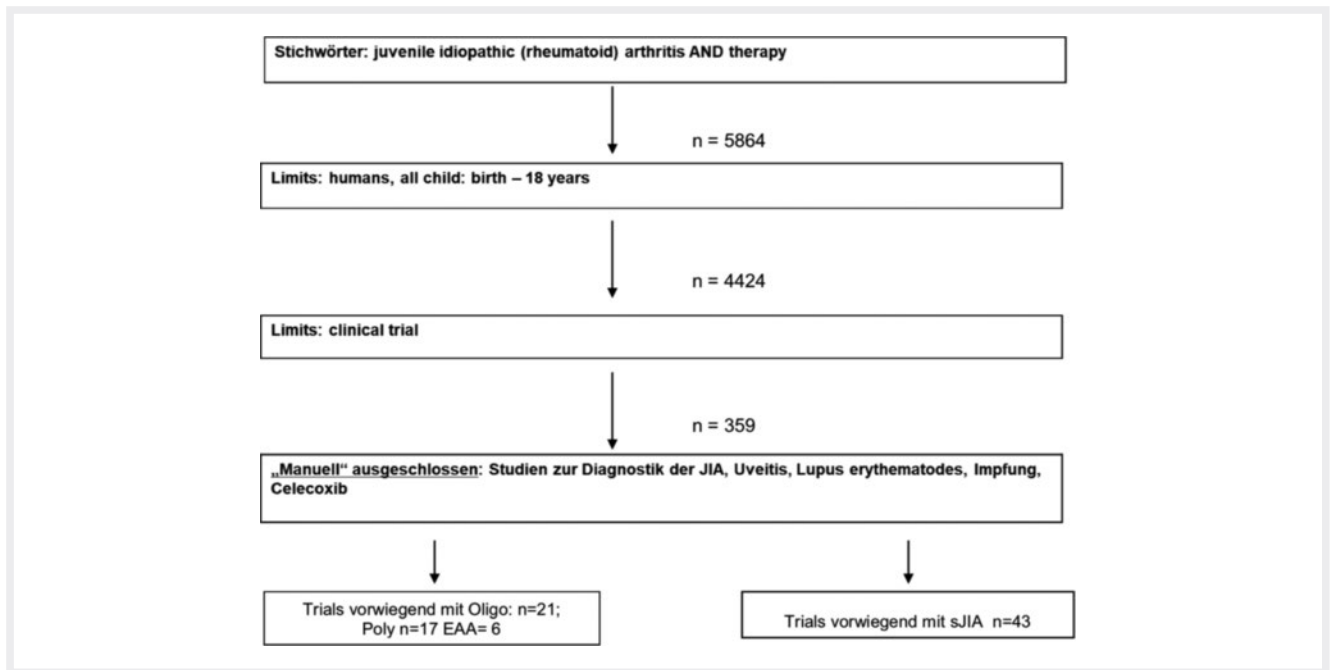 Stichwörter: juvenile idiopathic (rheumatoid) arthritis AND therapy
n = 5864
Limits: humans, all child: birth – 18 years
n = 4424
Limits: clinical trial
n = 359
„Manuell“ ausgeschlossen: Studien zur Diagnostik der JIA, Uveitis, Lupus erythematodes, Impfung,
Celecoxib
Trials vorwiegend mit Oligo: n=21;
Poly n=17 EAA= 6
Trials vorwiegend mit sJIA n=43